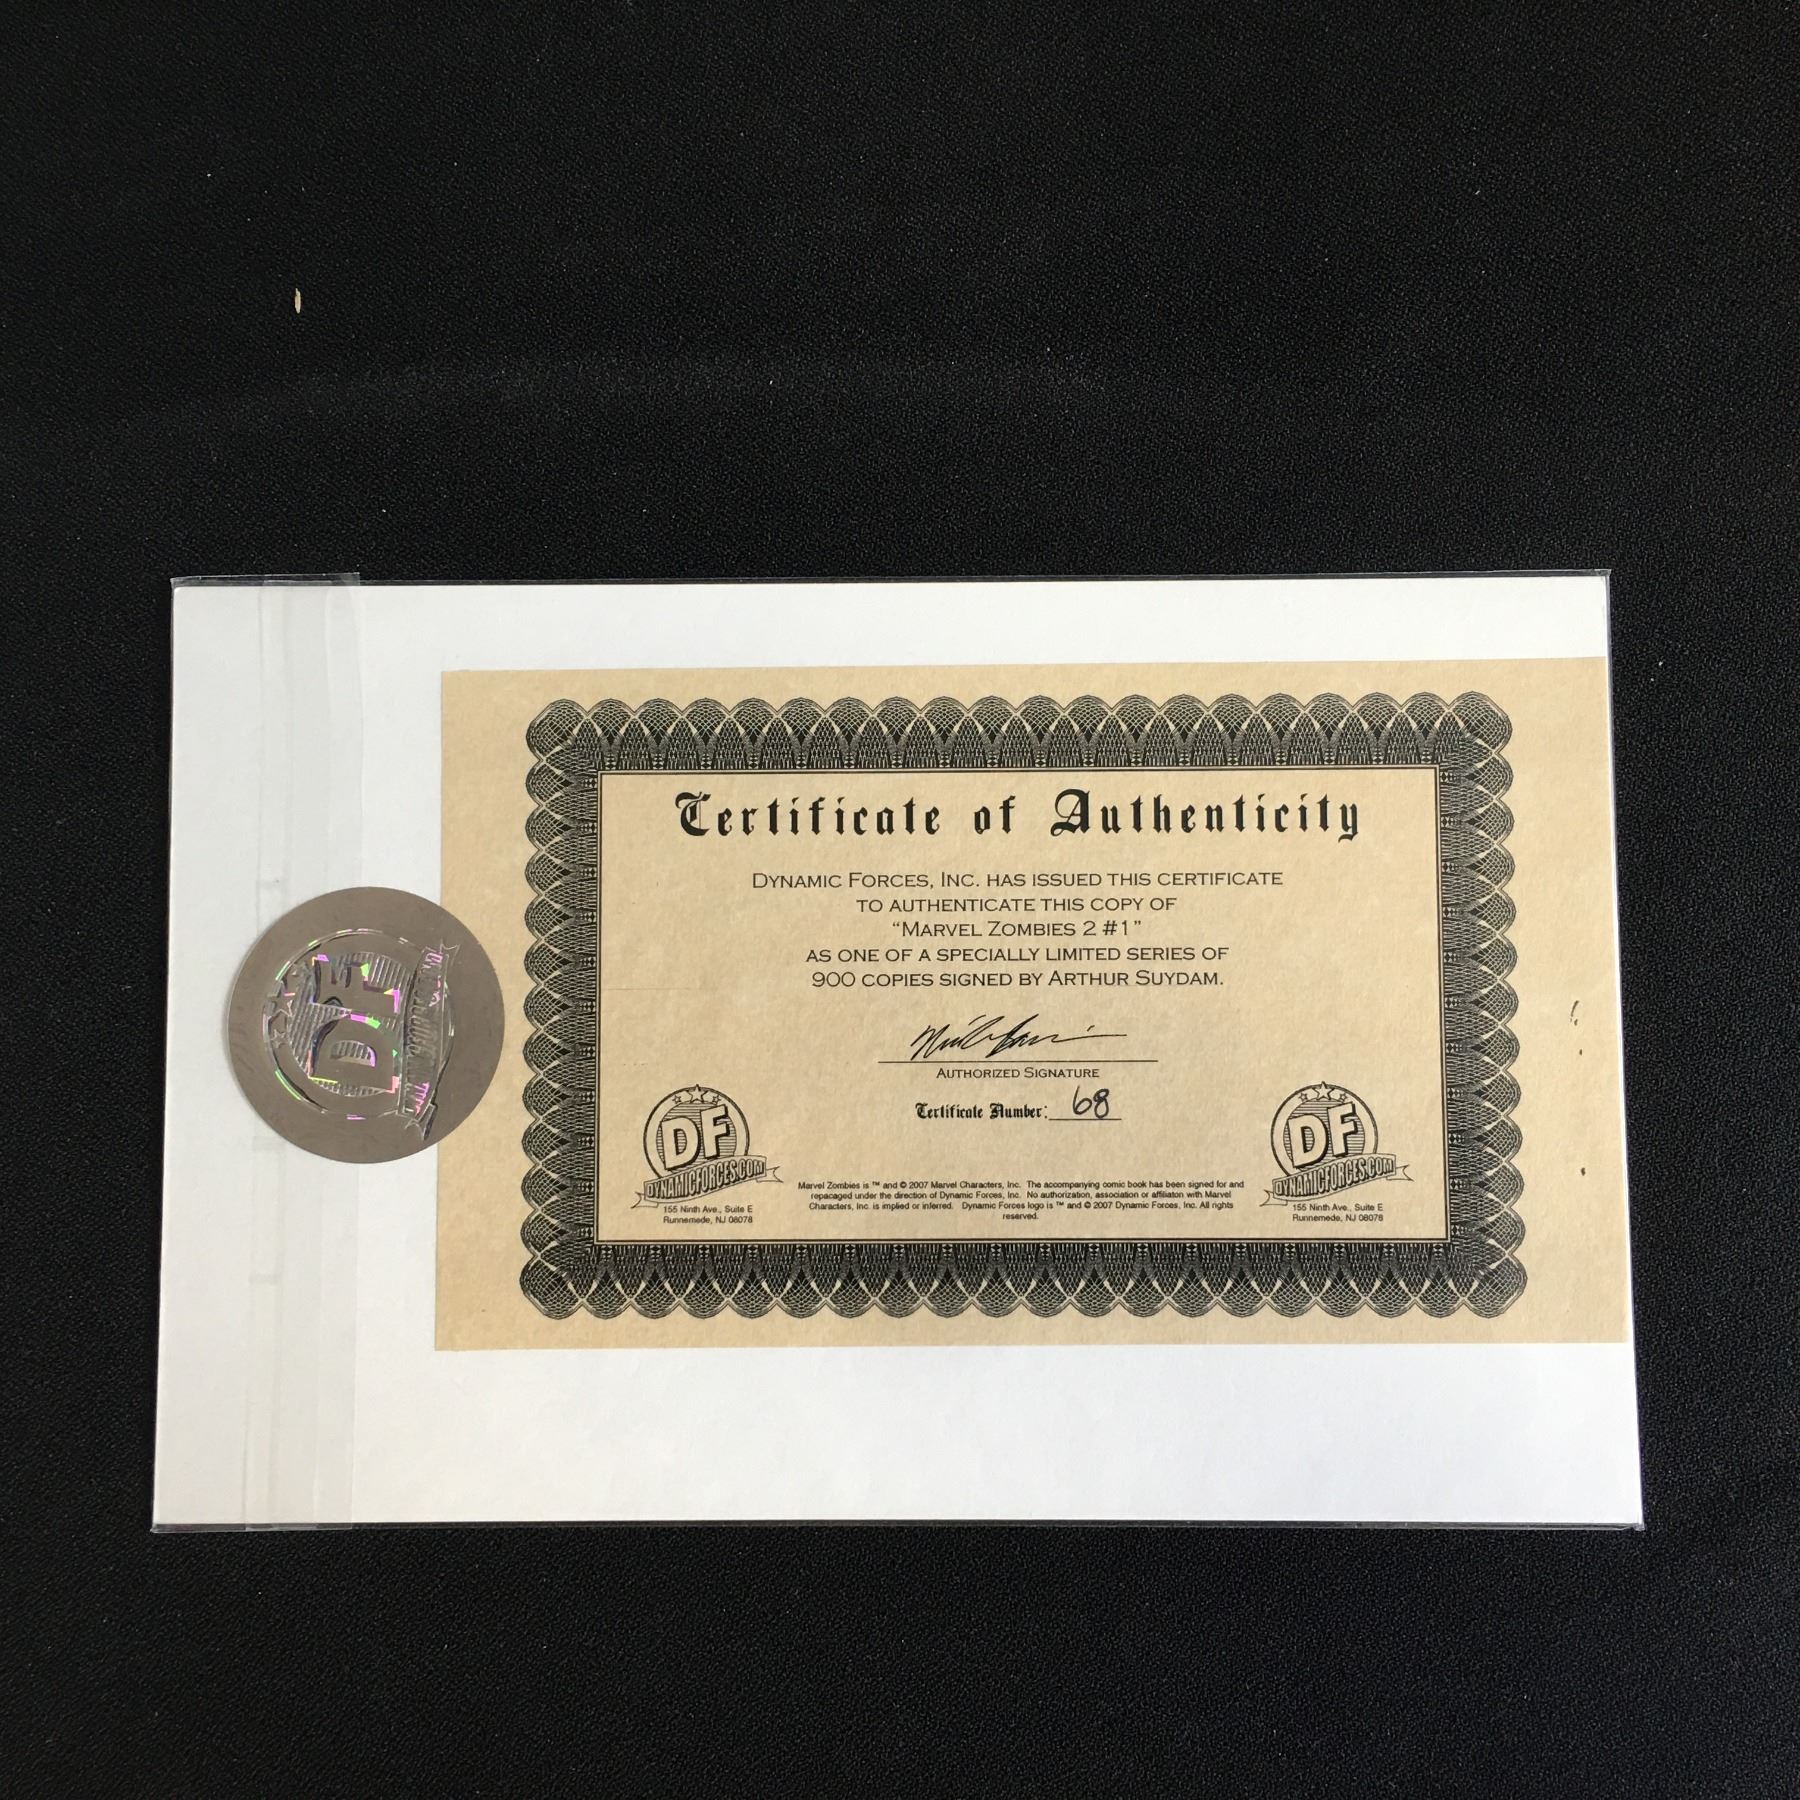 Certificate of Authenticity
DYNAMIC FORCES, INC. HAS ISSUED THIS CERTIFICATE
TO AUTHENTICATE THIS COPY OF
“MARVEL ZOMBIES 2 #1”
AS ONE OF A SPECIALLY LIMITED SERIES OF
900 COPIES SIGNED BY ARTHUR SUYDAM.
AUTHORIZED SIGNATURE
Certificate Number: 68
DF
DYNAMICFORCES.COM
155 Ninth Ave., Suite E
Runnemede, NJ 08078
Marvel Zombies is ™ and © 2007 Marvel Characters, Inc. The accompanying comic book has been signed for and
repacaged under the direction of Dynamic Forces, Inc. No authorization, association or affiliaton with Marvel
Characters, Inc. is implied or inferred. Dynamic Forces logo is ™ and © 2007 Dynamic Forces, Inc. All rights
reserved.
DF
DYNAMICFORCES.COM
155 Ninth Ave., Suite E
Runnemede, NJ 08078
DF